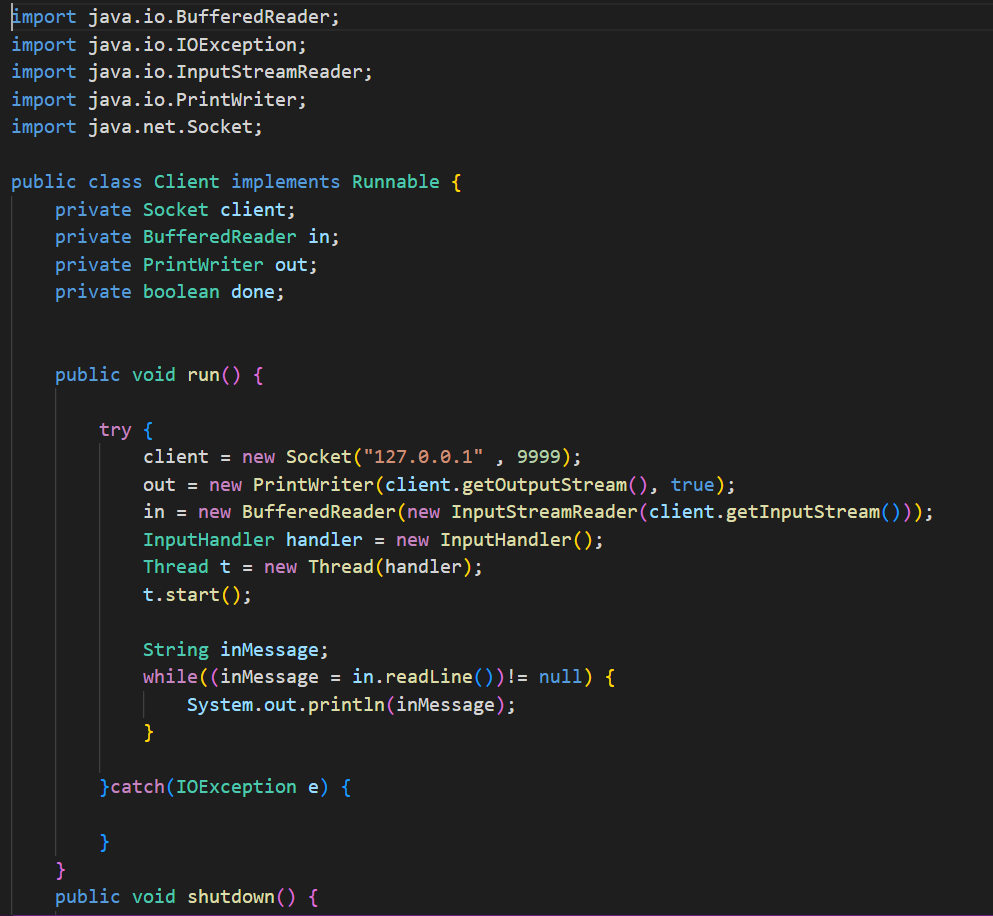 import java.io.BufferedReader;
import java.io.IOException;
import java.io.InputStreamReader;
import java.io.PrintWriter;
import java.net.Socket;

public class Client implements Runnable {
    private Socket client;
    private BufferedReader in;
    private PrintWriter out;
    private boolean done;


    public void run() {

        try {
            client = new Socket("127.0.0.1" , 9999);
            out = new PrintWriter(client.getOutputStream(), true);
            in = new BufferedReader(new InputStreamReader(client.getInputStream()));
            InputHandler handler = new InputHandler();
            Thread t = new Thread(handler);
            t.start();

            String inMessage;
            while((inMessage = in.readLine())!= null) {
                System.out.println(inMessage);
            }

        }catch(IOException e) {

        }
    }
    public void shutdown() {